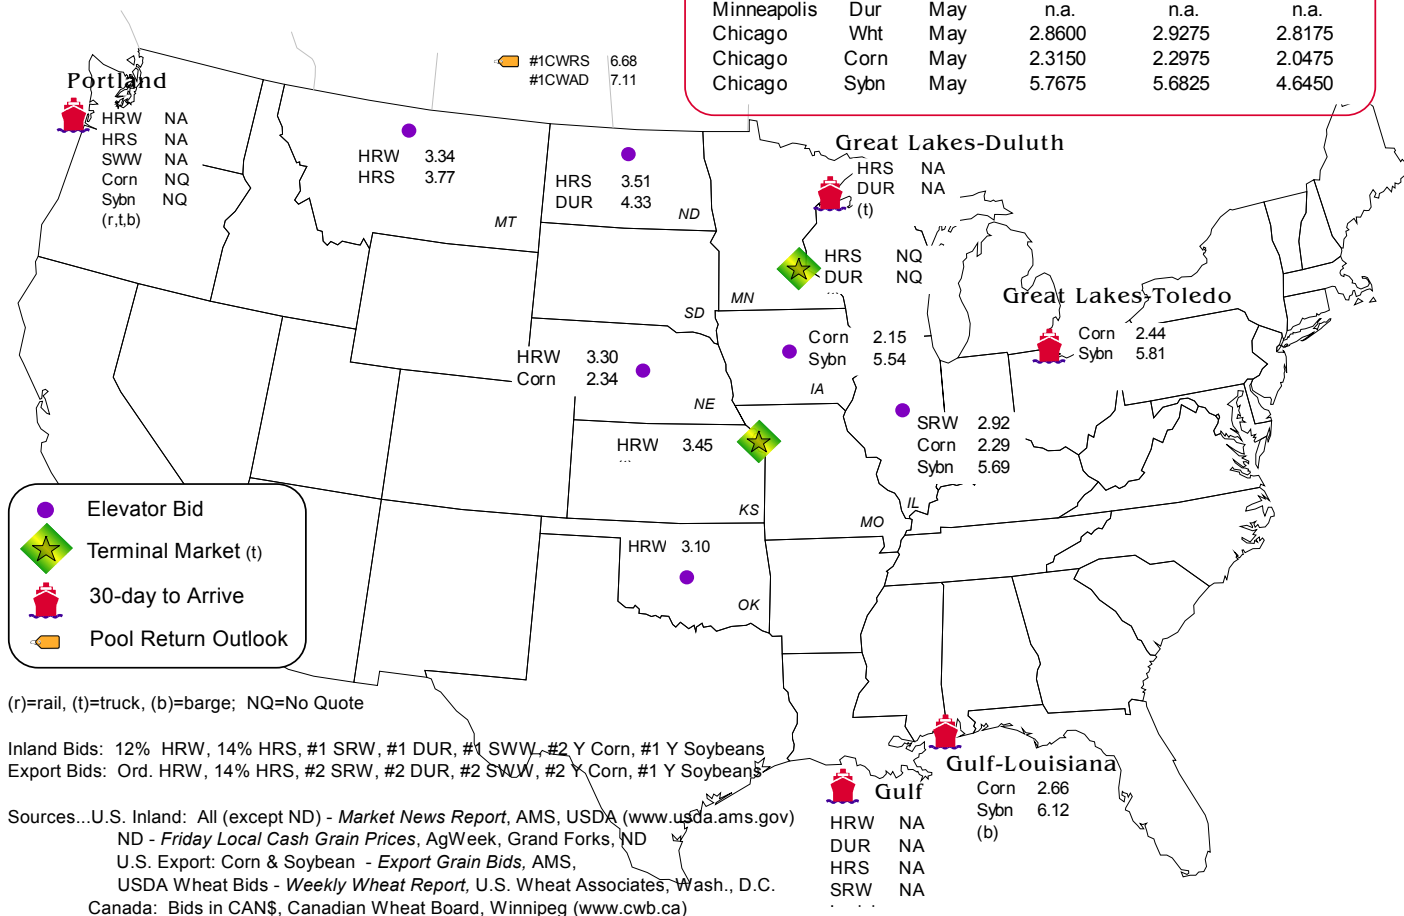 Minneapolis Dur May n.a. n.a. n.a.
Chicago Wht May 2.8600 2.9275 2.8175
Chicago Corn May 2.3150 2.2975 2.0475
Chicago Sybn May 5.7675 5.6825 4.6450
#1CWRS 6.68
#1CWAD 7.11
Portland
HRW NA
HRS NA
SWW NA
Corn NQ
Sybn NQ
(r,t,b)
HRW 3.34
HRS 3.77
MT
HRS 3.51
DUR 4.33
ND
Great Lakes-Duluth
HRS NA
DUR NA
(t)
HRS NQ
DUR NQ
MN
SD
Great Lakes-Toledo
Corn 2.44
Sybn 5.81
Corn 2.15
Sybn 5.54
IA
HRW 3.30
Corn 2.34
NE
SRW 2.92
Corn 2.29
Sybn 5.69
IL
HRW 3.45
KS
MO
HRW 3.10
OK
Elevator Bid
Terminal Market (t)
30-day to Arrive
Pool Return Outlook
Gulf-Louisiana
Corn 2.66
Sybn 6.12
(b)
Gulf
HRW NA
DUR NA
HRS NA
SRW NA
(r)=rail, (t)=truck, (b)=barge; NQ=No Quote
Inland Bids: 12% HRW, 14% HRS, #1 SRW, #1 DUR, #1 SWW, #2 Y Corn, #1 Y Soybeans
Export Bids: Ord. HRW, 14% HRS, #2 SRW, #2 DUR, #2 SWW, #2 Y Corn, #1 Y Soybeans
Sources...U.S. Inland: All (except ND) - Market News Report, AMS, USDA (www.usda.ams.gov)
ND - Friday Local Cash Grain Prices, AgWeek, Grand Forks, ND
U.S. Export: Corn & Soybean - Export Grain Bids, AMS,
USDA Wheat Bids - Weekly Wheat Report, U.S. Wheat Associates, Wash., D.C.
Canada: Bids in CAN$, Canadian Wheat Board, Winnipeg (www.cwb.ca)